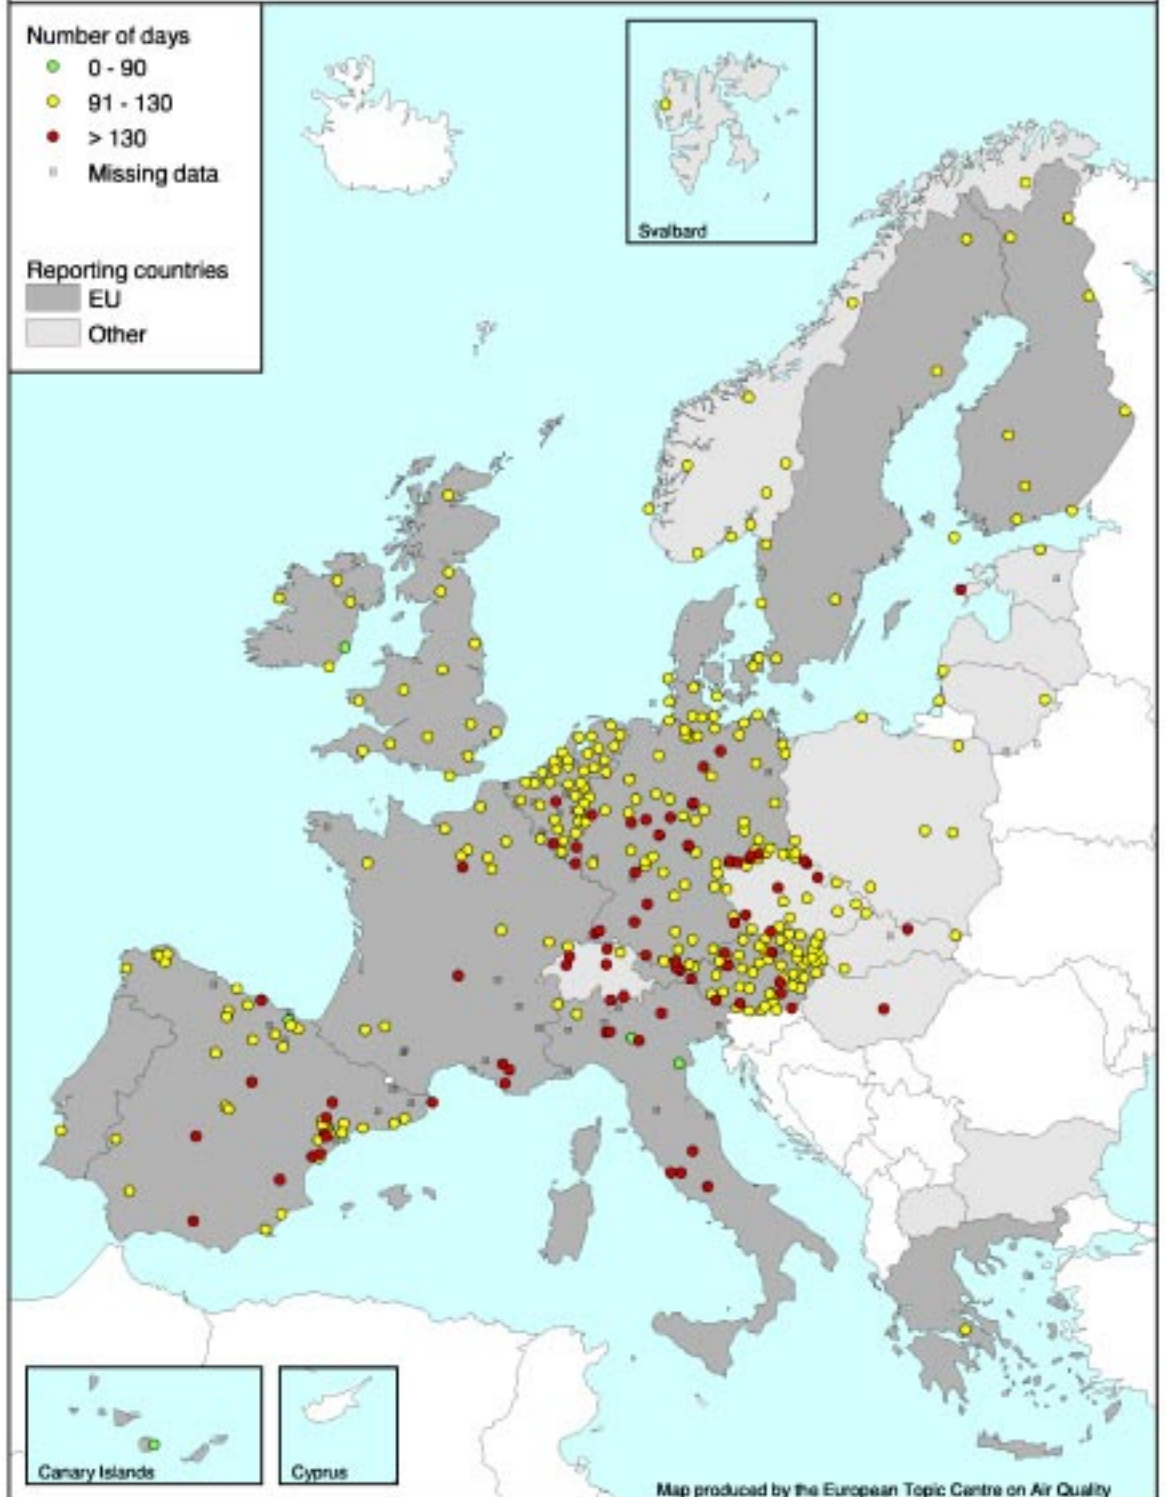 Number of days
0 - 90
91 - 130
> 130
Missing data
Reporting countries
EU
Other
Svalbard
Canary Islands
Cyprus
Map produced by the European Topic Centre on Air Quality